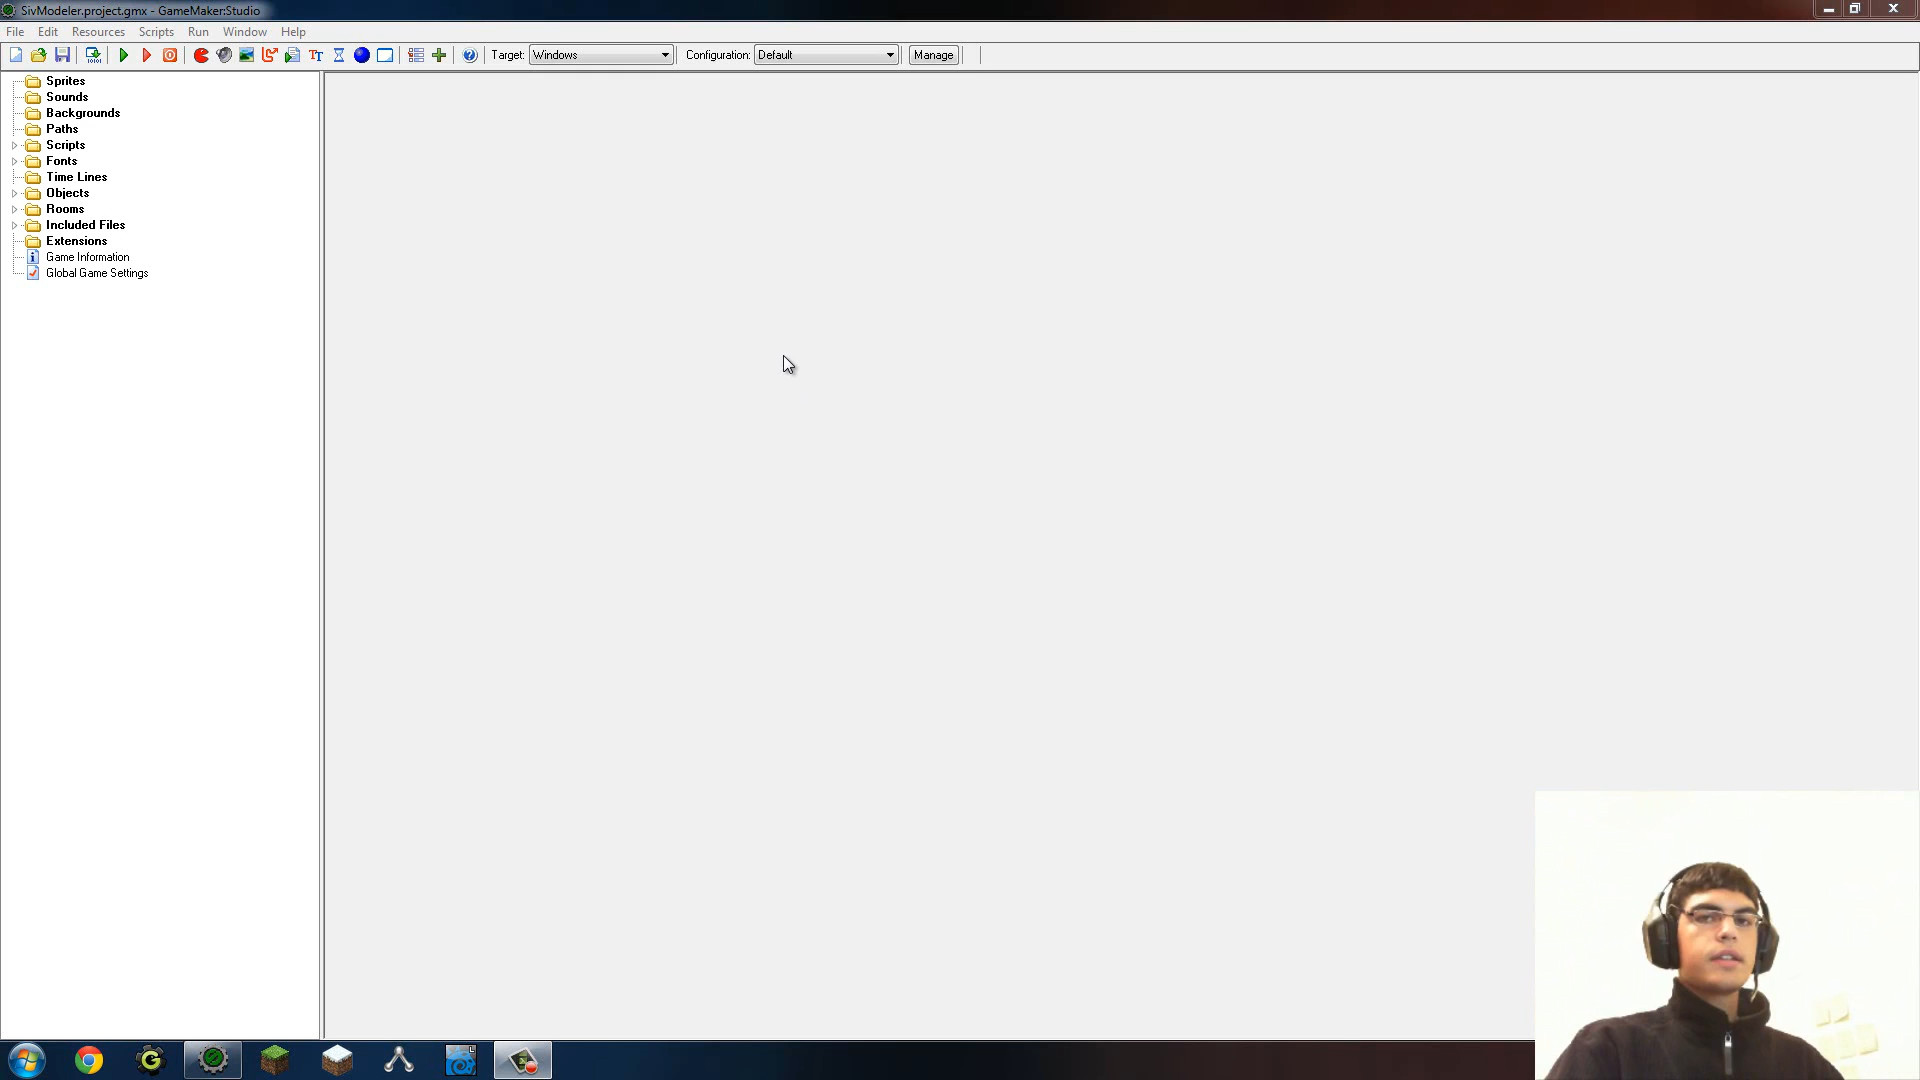 SivModeler.project.gmx - GameMaker:Studio
File Edit Resources Scripts Run Window Help
Target: Windows Configuration: Default Manage
Sprites
Sounds
Backgrounds
Paths
Scripts
Fonts
Time Lines
Objects
Rooms
Included Files
Extensions
Game Information
Global Game Settings